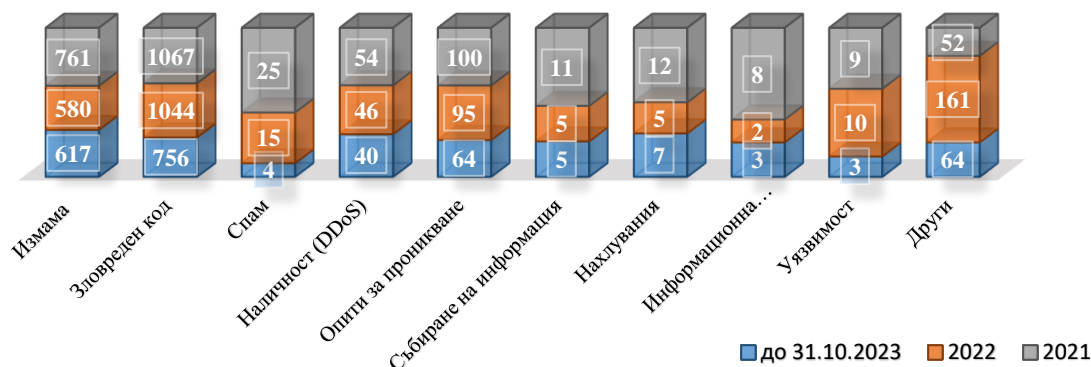 761 1067 25 54 100 11 12 8 9 52
580 1044 15 46 95 5 5 2 10 161
617 756 4 40 64 5 7 3 3 64
Измама
Зловреден код
Спам
Наличност (DDoS)
Опити за проникване
Събиране на информация
Нахлувания
Информационна…
Уязвимост
Други
до 31.10.2023 2022 2021